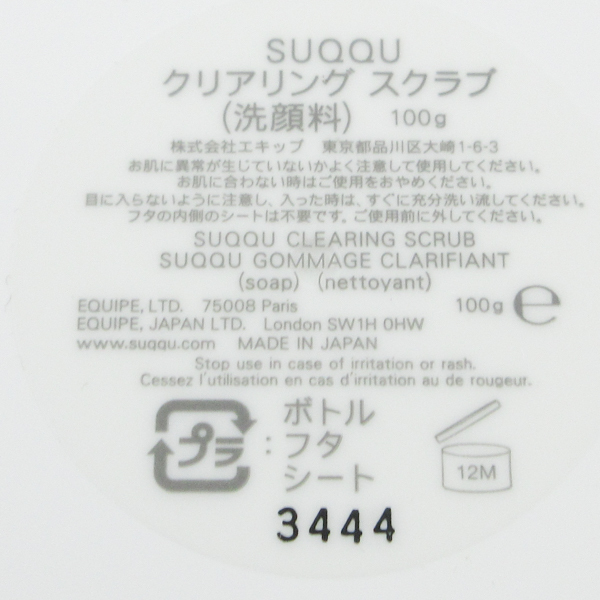 SUQQU
クリアリング スクラブ
(洗顔料) 100g
株式会社エキップ 東京都品川区大崎1-6-3
お肌に異常が生じていないかよく注意して使用してください。
お肌に合わない時はご使用をおやめください。
目に入らないように注意し、入った時は、すぐに充分洗い流してください。
フタの内側のシートは不要です。ご使用前に外してください。
SUQQU CLEARING SCRUB
SUQQU GOMMAGE CLARIFIANT
(soap) (nettoyant)
EQUIPE, LTD. 75008 Paris 100g ℮
EQUIPE, JAPAN LTD. London SW1H 0HW
www.suqqu.com MADE IN JAPAN
Stop use in case of irritation or rash.
Cessez l'utilisation en cas d'irritation au de rougeur.
ボトル
プラ : フタ 12M
シート
3444